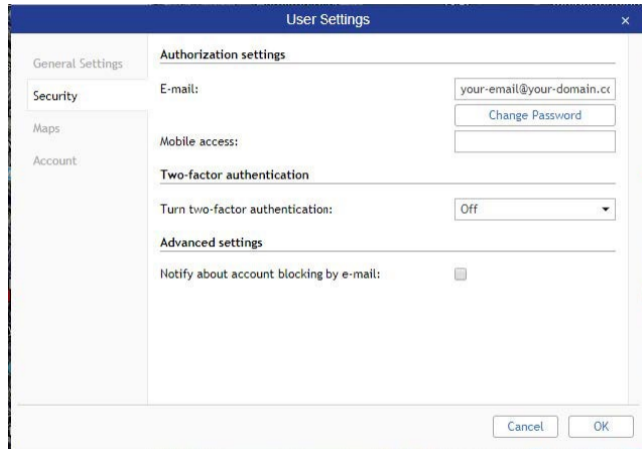 User Settings ×
General Settings
Security
Maps
Account
Authorization settings
E-mail: your-email@your-domain.cc
Change Password
Mobile access:
Two-factor authentication
Turn two-factor authentication: Off
Advanced settings
Notify about account blocking by e-mail:
Cancel OK